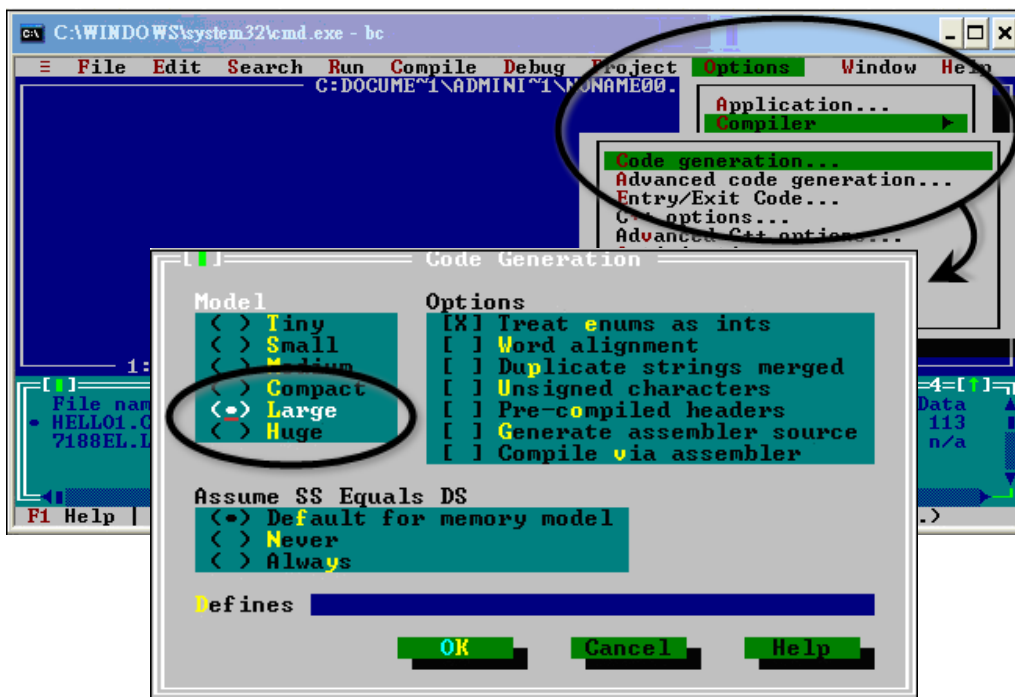 C:\WINDOWS\system32\cmd.exe - bc
≡ File Edit Search Run Compile Debug Project Options Window Help
C:DOCUME~1\ADMINI~1\NONAME00.
Application...
Compiler
Code generation...
Advanced code generation...
Entry/Exit Code...
C++ options...
Advanced C++ options...
[ ] Code Generation
Model
( ) Tiny
( ) Small
( ) Medium
( ) Compact
(•) Large
( ) Huge
Options
[X] Treat enums as ints
[ ] Word alignment
[ ] Duplicate strings merged
[ ] Unsigned characters
[ ] Pre-compiled headers
[ ] Generate assembler source
[ ] Compile via assembler
Assume SS Equals DS
(•) Default for memory model
( ) Never
( ) Always
Defines
OK Cancel Help
1:
4=[↑]
File Data
• HELLO1. 113
7188EL. n/a
F1 Help